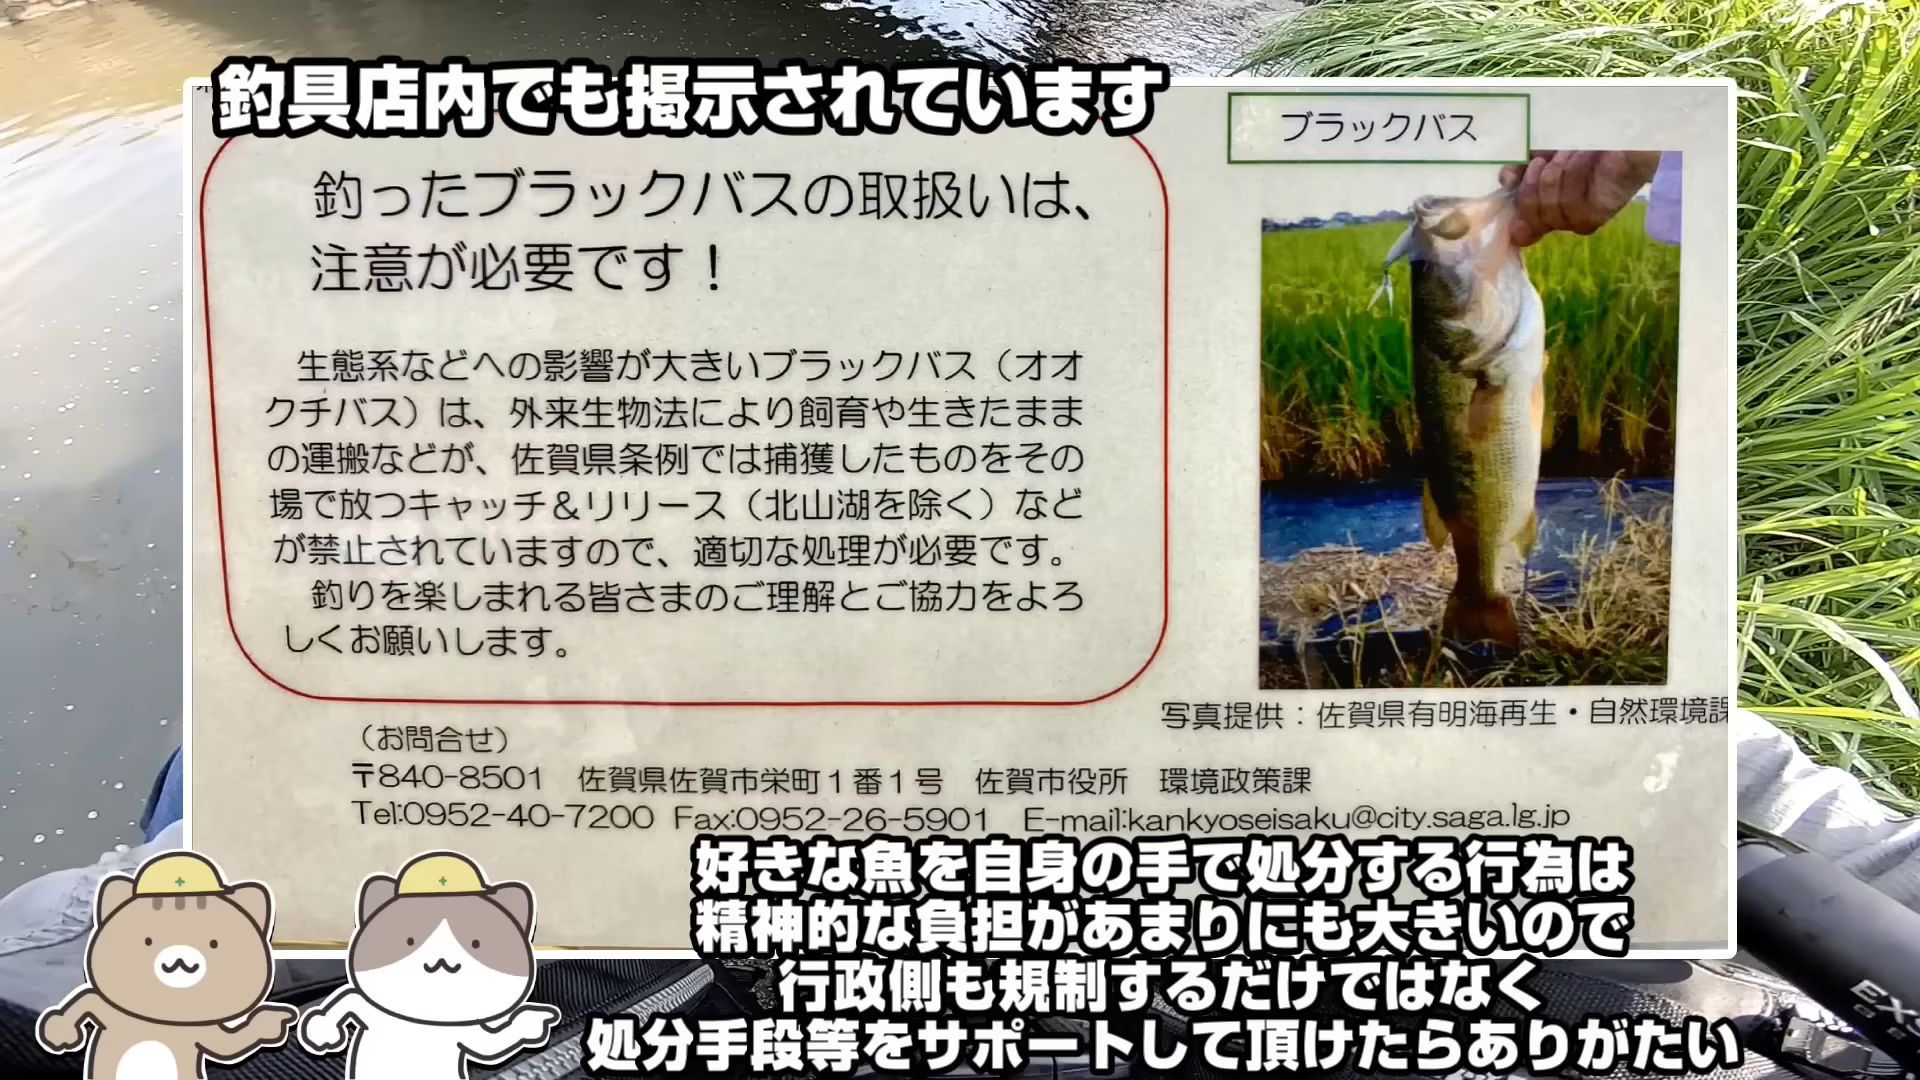 釣具店内でも掲示されています
ブラックバス
釣ったブラックバスの取扱いは、
注意が必要です！
生態系などへの影響が大きいブラックバス（オオ
クチバス）は、外来生物法により飼育や生きたまま
の運搬などが、佐賀県条例では捕獲したものをその
場で放つキャッチ＆リリース（北山湖を除く）など
が禁止されていますので、適切な処理が必要です。
釣りを楽しまれる皆さまのご理解とご協力をよろ
しくお願いします。
写真提供：佐賀県有明海再生・自然環境課
（お問合せ）
〒840-8501 佐賀県佐賀市栄町１番１号 佐賀市役所 環境政策課
Tel:0952-40-7200 Fax:0952-26-5901 E-mail:kankyoseisaku@city.saga.lg.jp
好きな魚を自身の手で処分する行為は
精神的な負担があまりにも大きいので
行政側も規制するだけではなく
処分手段等をサポートして頂けたらありがたい